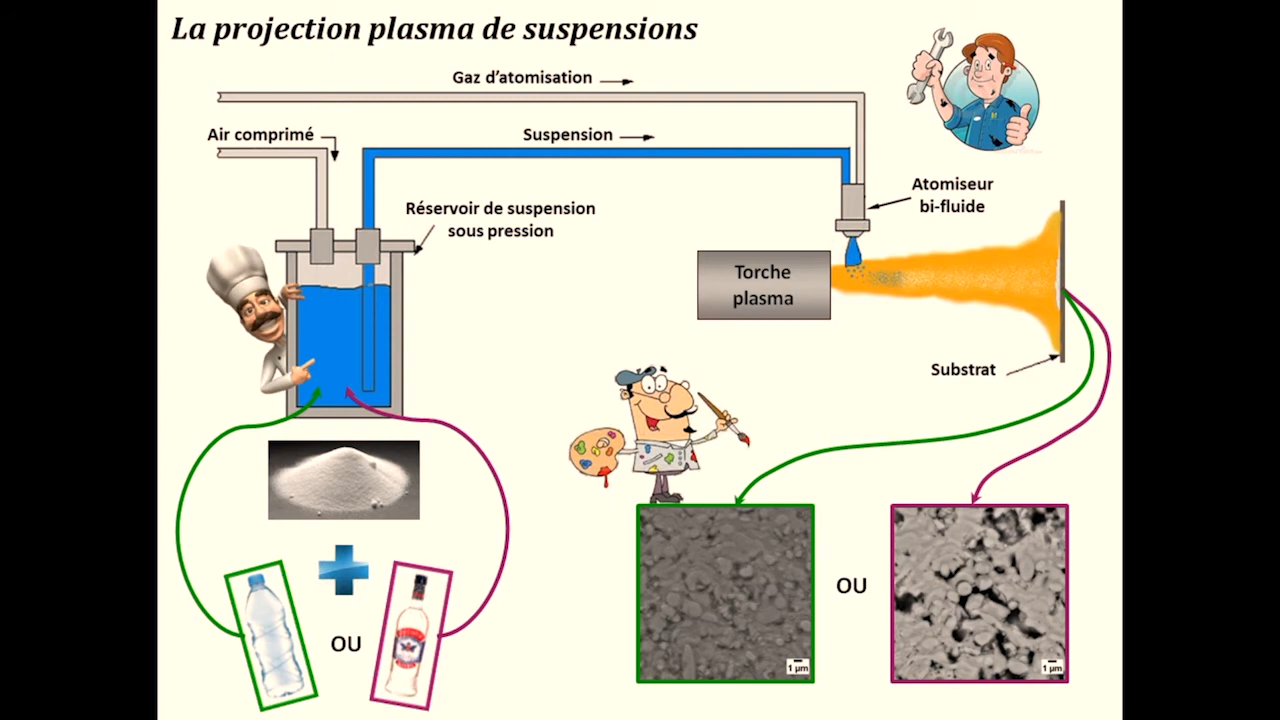 La projection plasma de suspensions
Gaz d'atomisation
Air comprimé
Suspension
Atomiseur
bi-fluide
Réservoir de suspension
sous pression
Torche
plasma
Substrat
OU
OU
1 µm
1 µm